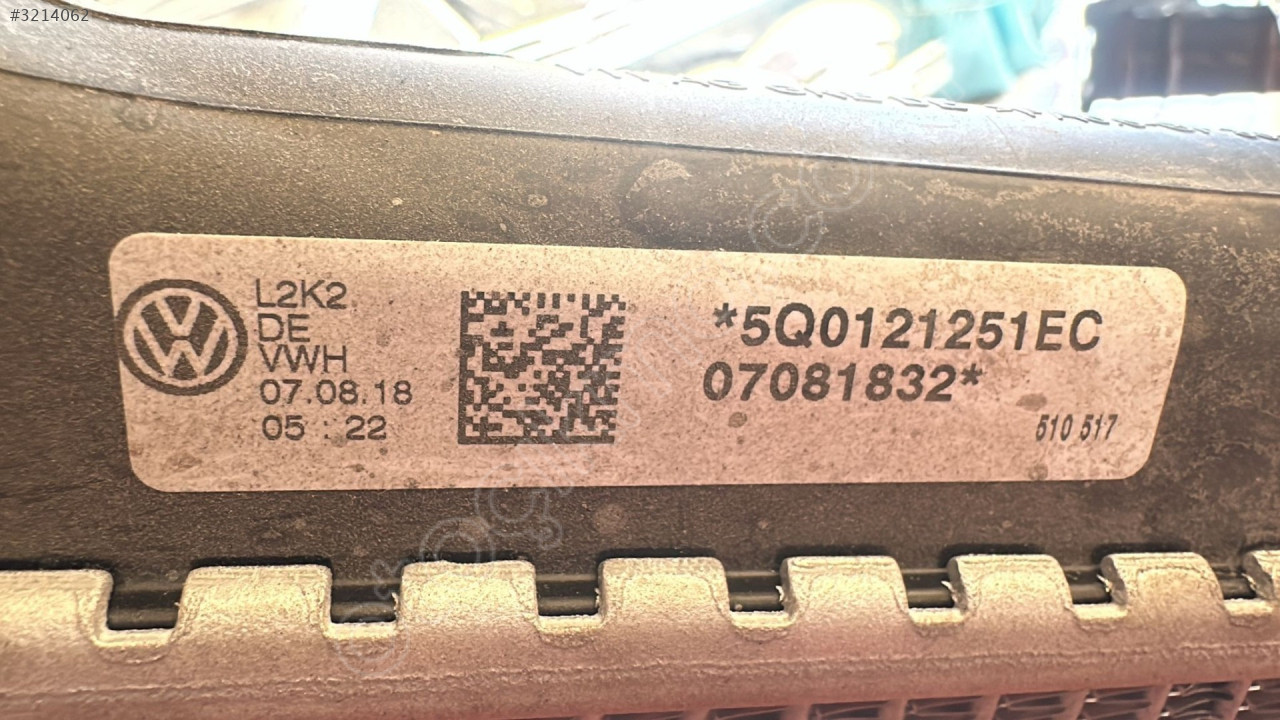 #3214062
L2K2
DE
VWH
07.08.18
05 : 22
*5Q0121251EC
07081832*
510 517